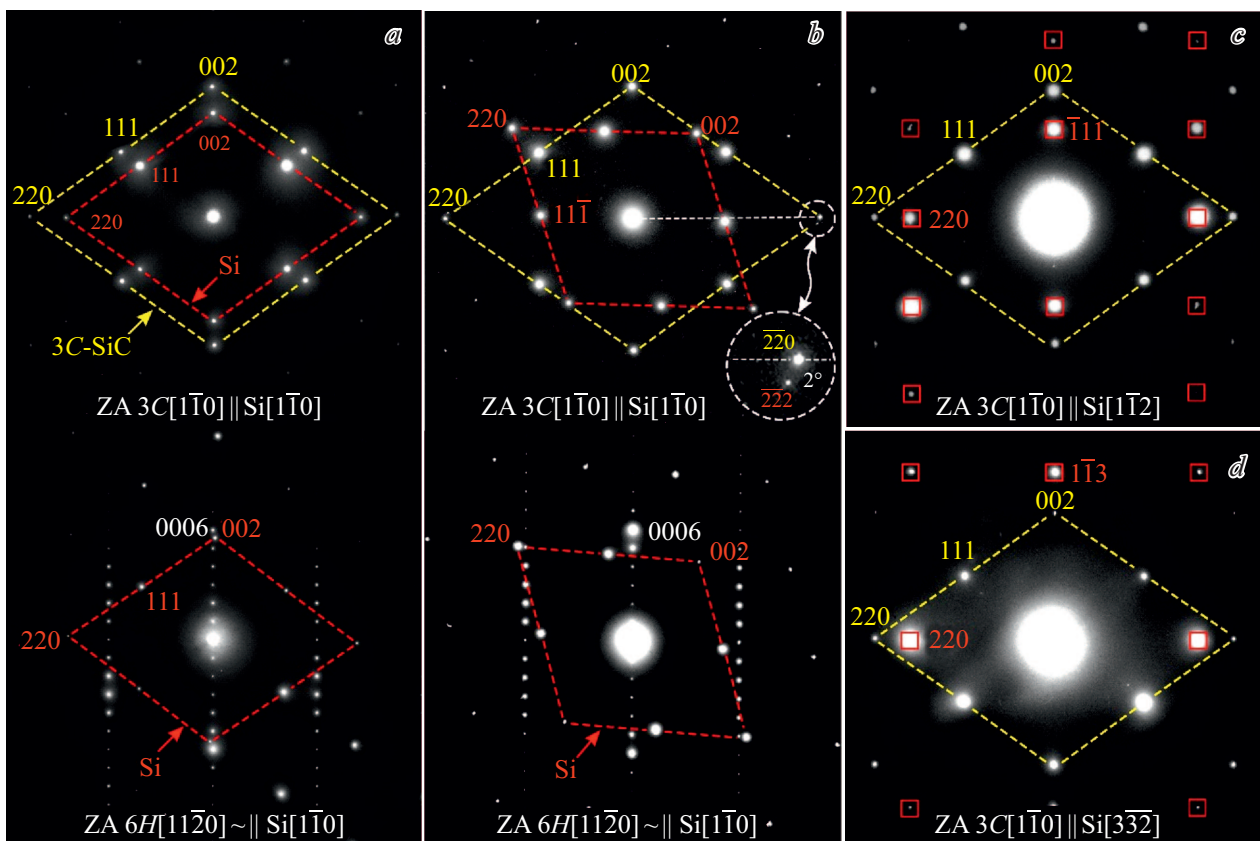 a
002
111
002
111
220
220
Si
3C-SiC
ZA 3C[11̅0] || Si[11̅0]
b
002
220
002
111
220
111̅
2̅2̅0
2°
2̅2̅2
ZA 3C[11̅0] || Si[11̅0]
c
002
1̅11
111
220
220
ZA 3C[11̅0] || Si[11̅2]
0006 002
111
220
Si
ZA 6H[112̅0] ~|| Si[11̅0]
220
0006
002
Si
ZA 6H[112̅0] ~|| Si[11̅0]
d
11̅3
002
111
220
220
ZA 3C[11̅0] || Si[33̅2̅]